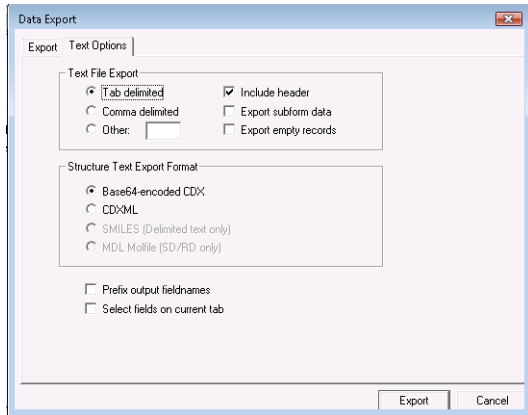 Data Export
Export Text Options
Text File Export
Tab delimited Include header
Comma delimited Export subform data
Other: Export empty records
Structure Text Export Format
Base64-encoded CDX
CDXML
SMILES (Delimited text only)
MDL Molfile (SD/RD only)
Prefix output fieldnames
Select fields on current tab
Export Cancel